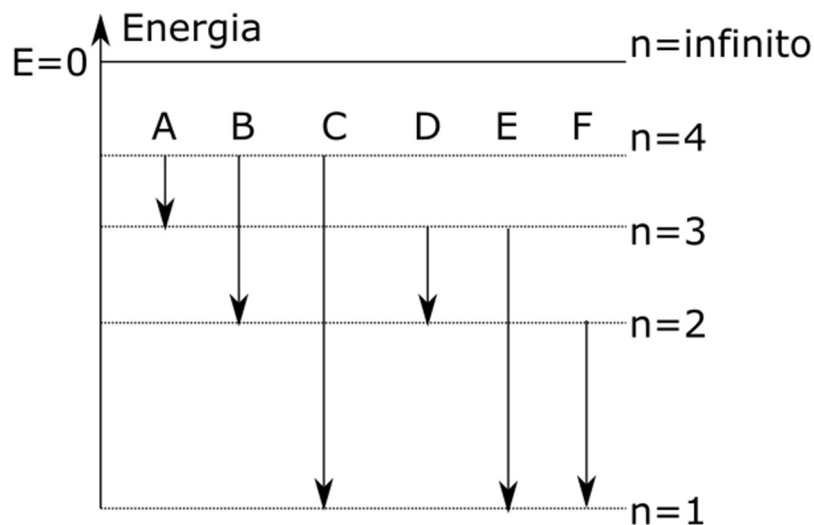 Energia
n=infinito
E=0
A B C D E F
n=4
n=3
n=2
n=1